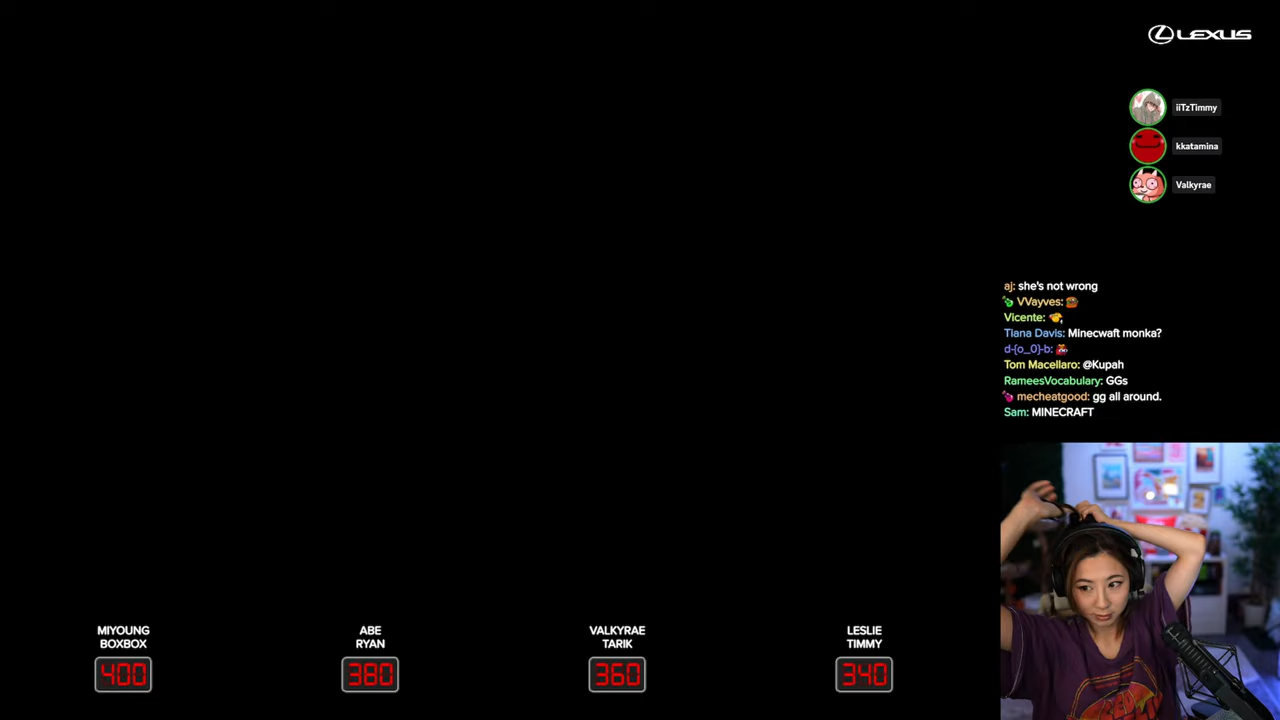 LEXUS
iiTzTimmy
kkatamina
Valkyrae
aj: she's not wrong
VVayves:
Vicente:
Tiana Davis: Minecwaft monka?
d-{o_0}-b:
Tom Macellaro: @Kupah
RameesVocabulary: GGs
mecheatgood: gg all around.
Sam: MINECRAFT
MIYOUNG
BOXBOX
400
ABE
RYAN
380
VALKYRAE
TARIK
360
LESLIE
TIMMY
340